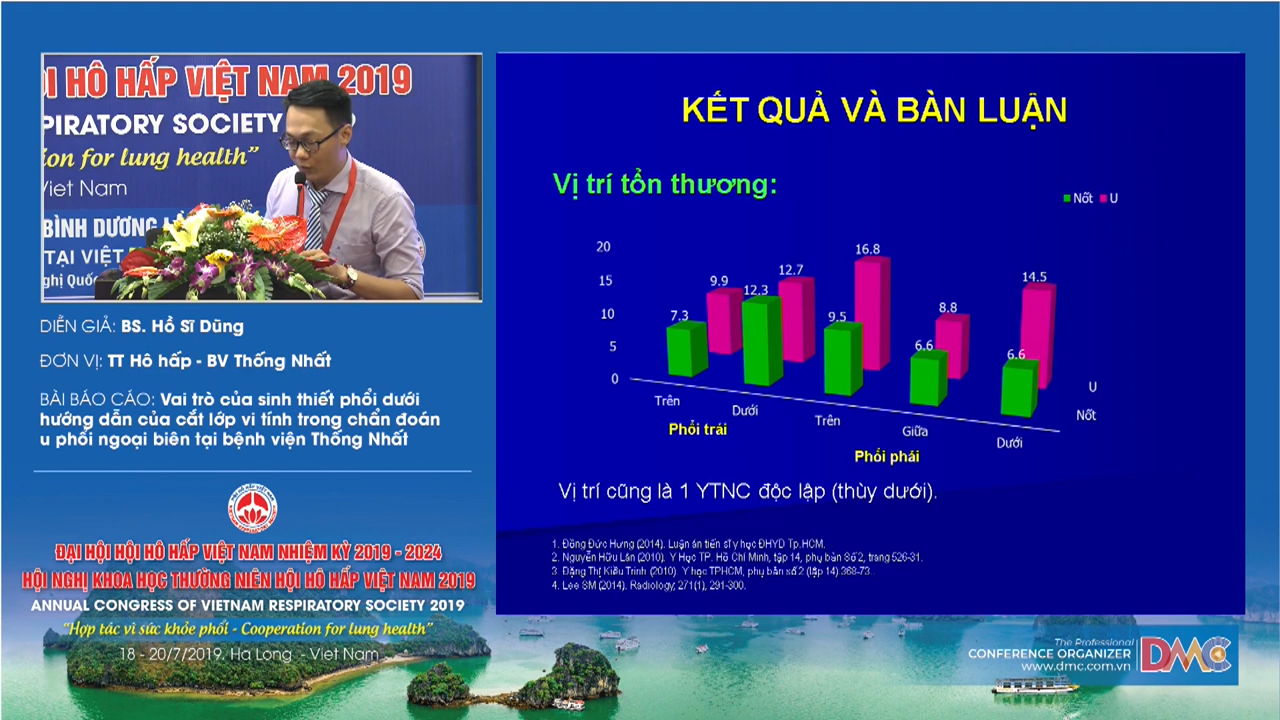 I HÔ HẤP VIỆT NAM 2019
PIRATORY SOCIETY
ion for lung health”
Viet Nam
BÌNH DƯƠNG
TẠI VIỆT
ghị Quốc
DIỄN GIẢ: BS. Hồ Sĩ Dũng
ĐƠN VỊ: TT Hô hấp - BV Thống Nhất
BÀI BÁO CÁO: Vai trò của sinh thiết phổi dưới
hướng dẫn của cắt lớp vi tính trong chẩn đoán
u phổi ngoại biên tại bệnh viện Thống Nhất
ĐẠI HỘI HỘI HÔ HẤP VIỆT NAM NHIỆM KỲ 2019 - 2024
HỘI NGHỊ KHOA HỌC THƯỜNG NIÊN HỘI HÔ HẤP VIỆT NAM 2019
ANNUAL CONGRESS OF VIETNAM RESPIRATORY SOCIETY 2019
“Hợp tác vì sức khỏe phổi - Cooperation for lung health”
18 - 20/7/2019. Ha Long - Viet Nam
KẾT QUẢ VÀ BÀN LUẬN
Vị trí tổn thương:
Nốt U
20
15
10
5
0
7.3
9.9
12.3
12.7
9.5
16.8
6.6
8.8
6.6
14.5
U
Nốt
Trên
Dưới
Trên
Giữa
Dưới
Phổi trái
Phổi phải
Vị trí cũng là 1 YTNC độc lập (thùy dưới).
1. Đồng Đức Hưng (2014). Luận án tiến sĩ y học ĐHYD Tp.HCM.
2. Nguyễn Hữu Lân (2010). Y Học TP. Hồ Chí Minh, tập 14, phụ bản Số 2, trang 526-31.
3. Đặng Thị Kiều Trinh (2010). Y học TPHCM, phụ bản số 2 (tập 14) 368-73..
4. Lee SM (2014). Radiology; 271(1), 291-300.
The Professional
CONFERENCE ORGANIZER
www.dmc.com.vn
DMC